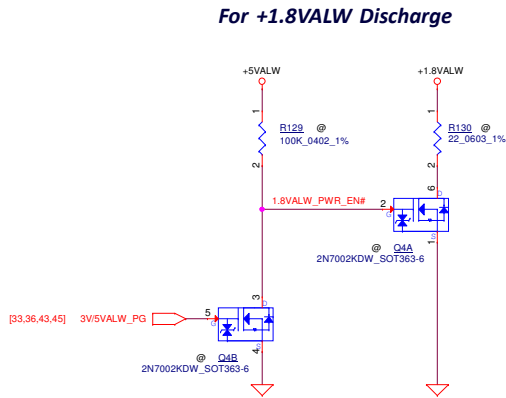 For +1.8VALW Discharge
+5VALW
+1.8VALW
1
1
R129 @
100K_0402_1%
R130 @
22_0603_1%
2
2
6
D
1.8VALW_PWR_EN#
2
G
S
1
@ Q4A
2N7002KDW_SOT363-6
3
D
[33,36,43,45] 3V/5VALW_PG
5
G
S
4
@ Q4B
2N7002KDW_SOT363-6